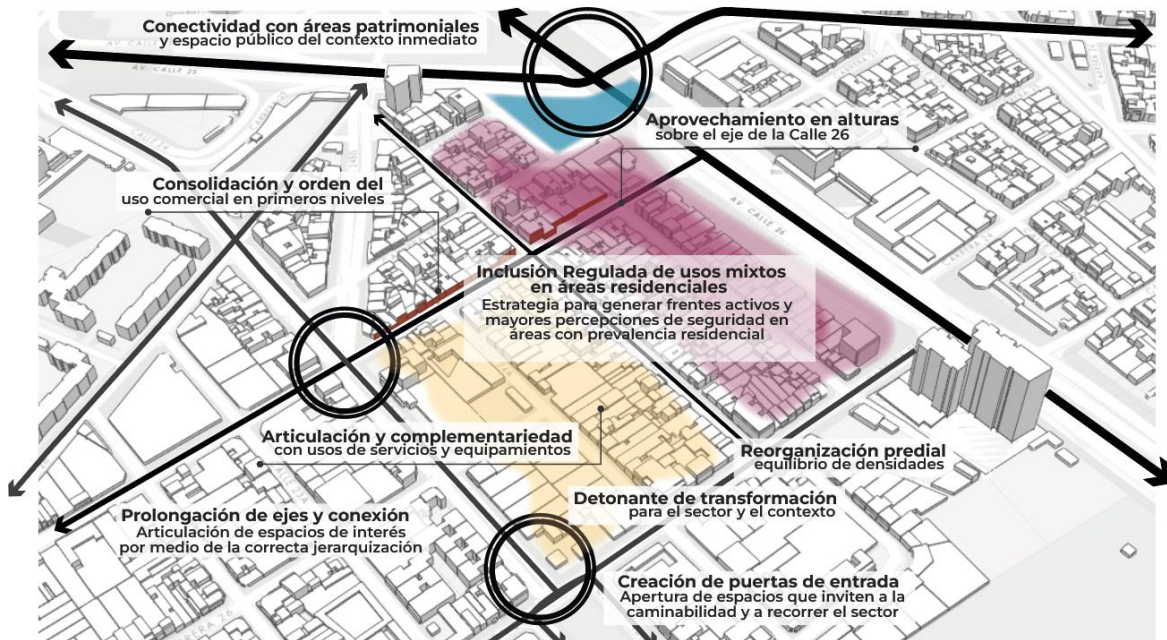 Conectividad con áreas patrimoniales
y espacio público del contexto inmediato
AV. CALLE 26
Aprovechamiento en alturas
sobre el eje de la Calle 26
Consolidación y orden del
uso comercial en primeros niveles
AV CALLE 26
Inclusión Regulada de usos mixtos
en áreas residenciales
Estrategia para generar frentes activos y
mayores percepciones de seguridad en
áreas con prevalencia residencial
Articulación y complementariedad
con usos de servicios y equipamientos
Reorganización predial
equilibrio de densidades
Detonante de transformación
para el sector y el contexto
Prolongación de ejes y conexión
Articulación de espacios de interés
por medio de la correcta jerarquización
Creación de puertas de entrada
Apertura de espacios que inviten a la
caminabilidad y a recorrer el sector